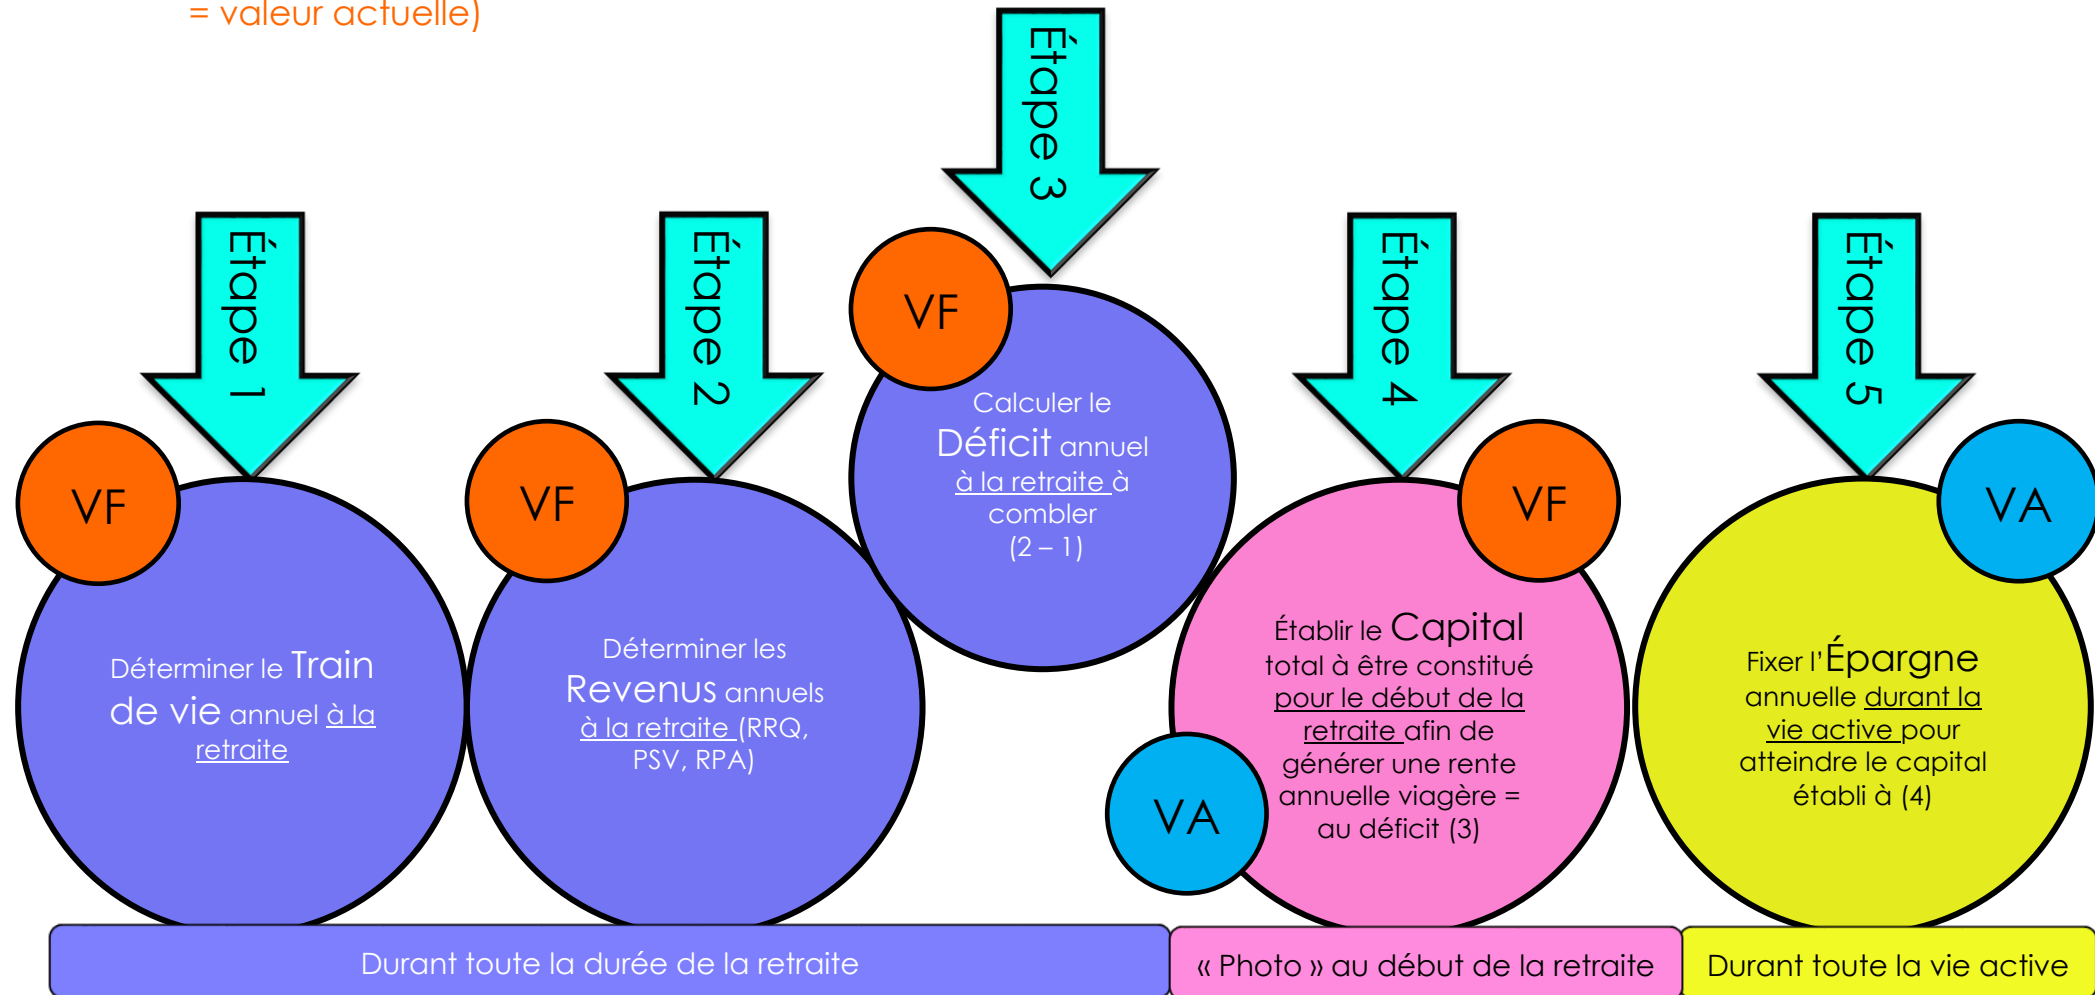 = valeur actuelle)
Étape 1
VF
Déterminer le Train
de vie annuel à la
retraite
Étape 2
VF
Déterminer les
Revenus annuels
à la retraite (RRQ,
PSV, RPA)
Étape 3
VF
Calculer le
Déficit annuel
à la retraite à
combler
(2 – 1)
Étape 4
VF
VA
Établir le Capital
total à être constitué
pour le début de la
retraite afin de
générer une rente
annuelle viagère =
au déficit (3)
Étape 5
VA
Fixer l’Épargne
annuelle durant la
vie active pour
atteindre le capital
établi à (4)
Durant toute la durée de la retraite
« Photo » au début de la retraite
Durant toute la vie active